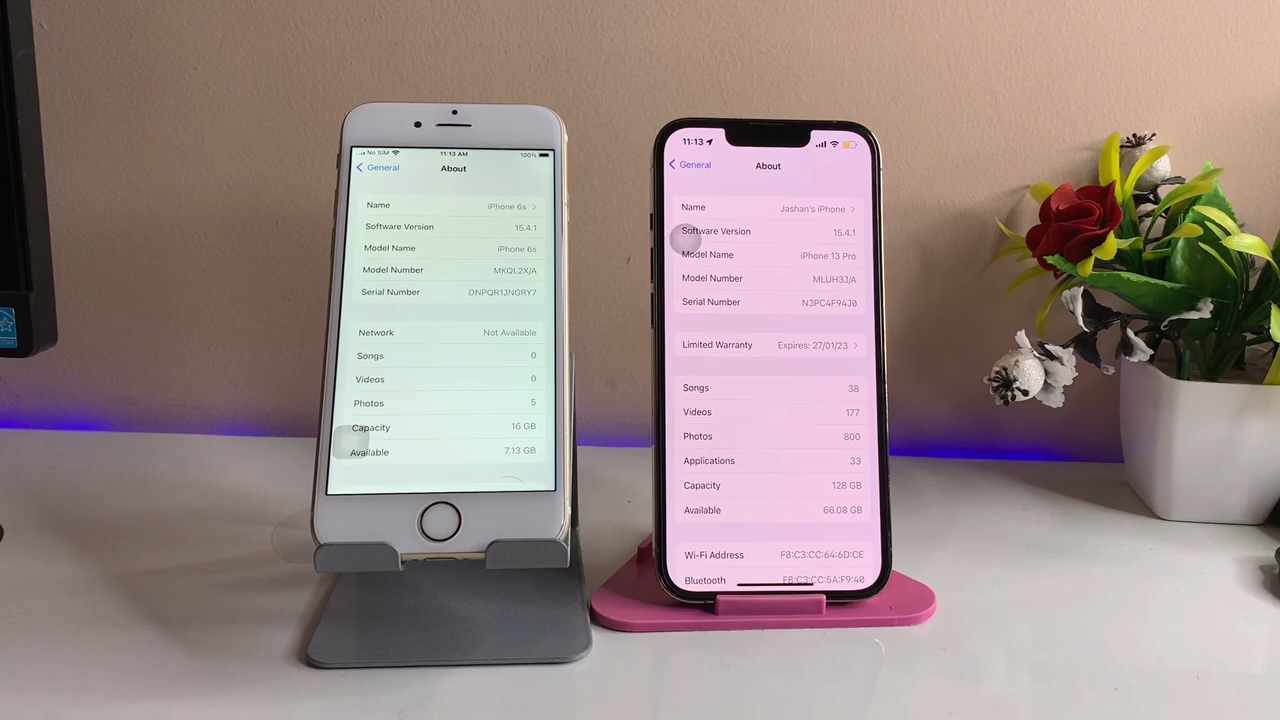 No SIM 11:13 AM 100%
General About
Name iPhone 6s
Software Version 15.4.1
Model Name iPhone 6s
Model Number MKQL2X/A
Serial Number DNPQR1JNGRY7
Network Not Available
Songs 0
Videos 0
Photos 5
Capacity 16 GB
Available 7.13 GB
11:13
General About
Name Jashan's iPhone
Software Version 15.4.1
Model Name iPhone 13 Pro
Model Number MLUH3J/A
Serial Number N3PC4F94J0
Limited Warranty Expires: 27/01/23
Songs 38
Videos 177
Photos 800
Applications 33
Capacity 128 GB
Available 66.08 GB
Wi-Fi Address F8:C3:CC:64:6D:CE
Bluetooth F8:C3:CC:5A:F9:40